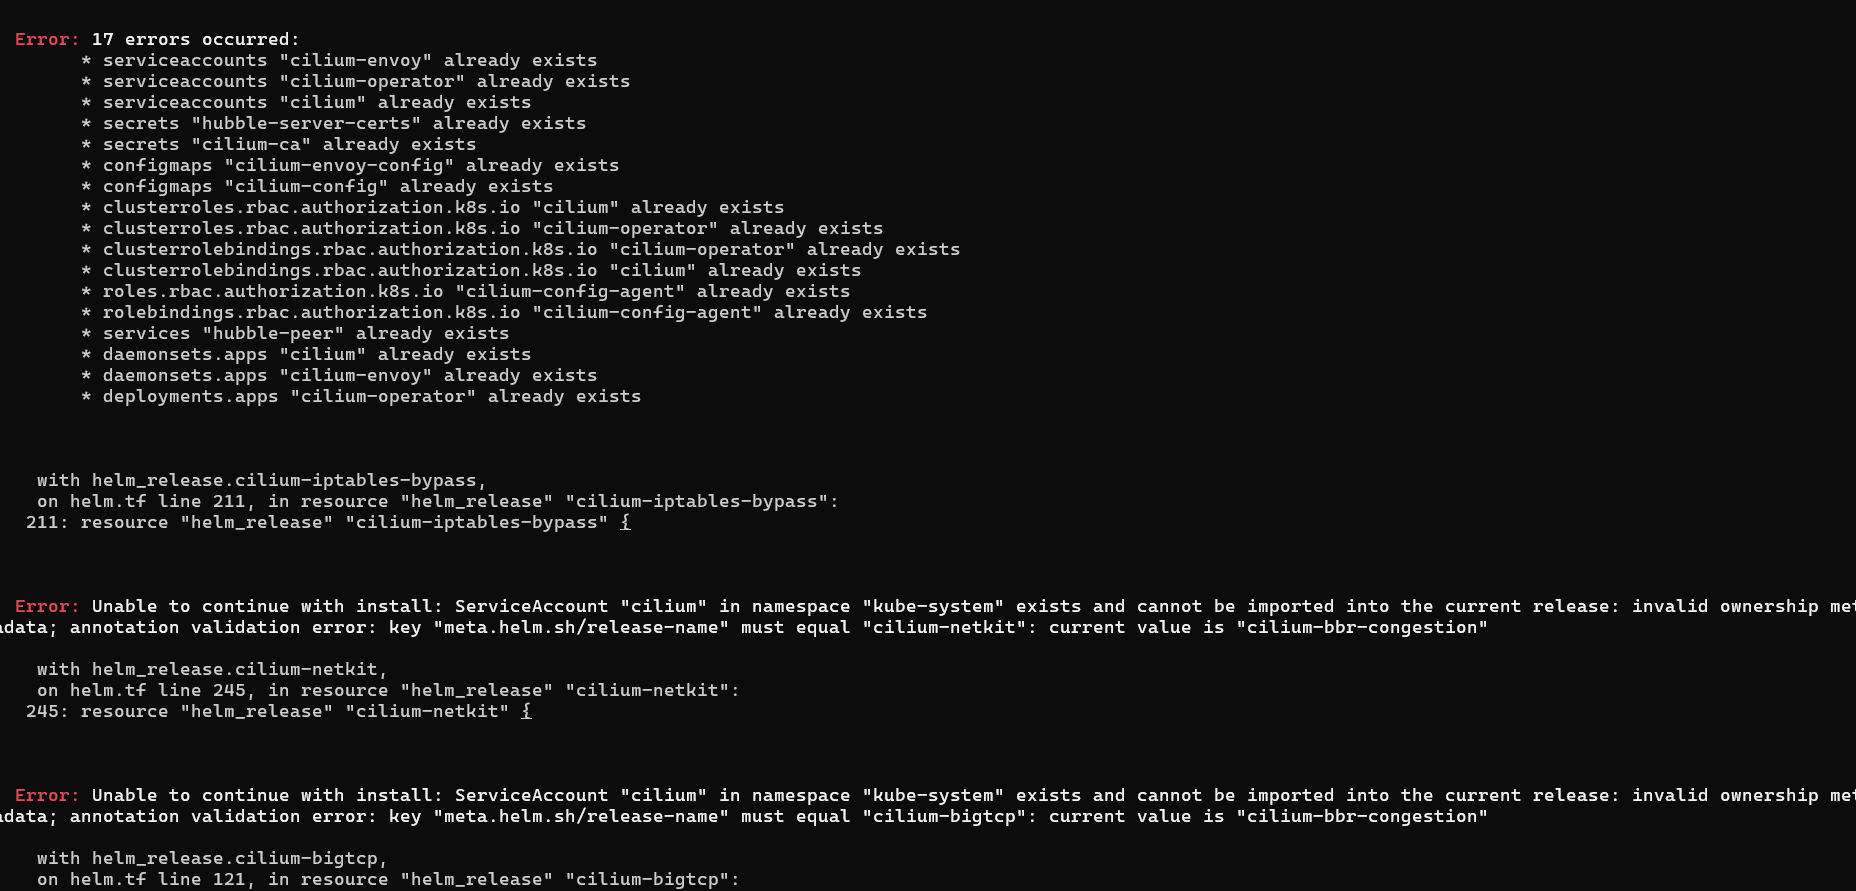 Error: 17 errors occurred:
* serviceaccounts "cilium-envoy" already exists
* serviceaccounts "cilium-operator" already exists
* serviceaccounts "cilium" already exists
* secrets "hubble-server-certs" already exists
* secrets "cilium-ca" already exists
* configmaps "cilium-envoy-config" already exists
* configmaps "cilium-config" already exists
* clusterroles.rbac.authorization.k8s.io "cilium" already exists
* clusterroles.rbac.authorization.k8s.io "cilium-operator" already exists
* clusterrolebindings.rbac.authorization.k8s.io "cilium-operator" already exists
* clusterrolebindings.rbac.authorization.k8s.io "cilium" already exists
* roles.rbac.authorization.k8s.io "cilium-config-agent" already exists
* rolebindings.rbac.authorization.k8s.io "cilium-config-agent" already exists
* services "hubble-peer" already exists
* daemonsets.apps "cilium" already exists
* daemonsets.apps "cilium-envoy" already exists
* deployments.apps "cilium-operator" already exists
with helm_release.cilium-iptables-bypass,
on helm.tf line 211, in resource "helm_release" "cilium-iptables-bypass":
211: resource "helm_release" "cilium-iptables-bypass" {
Error: Unable to continue with install: ServiceAccount "cilium" in namespace "kube-system" exists and cannot be imported into the current release: invalid ownership met
adata; annotation validation error: key "meta.helm.sh/release-name" must equal "cilium-netkit": current value is "cilium-bbr-congestion"
with helm_release.cilium-netkit,
on helm.tf line 245, in resource "helm_release" "cilium-netkit":
245: resource "helm_release" "cilium-netkit" {
Error: Unable to continue with install: ServiceAccount "cilium" in namespace "kube-system" exists and cannot be imported into the current release: invalid ownership met
adata; annotation validation error: key "meta.helm.sh/release-name" must equal "cilium-bigtcp": current value is "cilium-bbr-congestion"
with helm_release.cilium-bigtcp,
on helm.tf line 121, in resource "helm_release" "cilium-bigtcp":